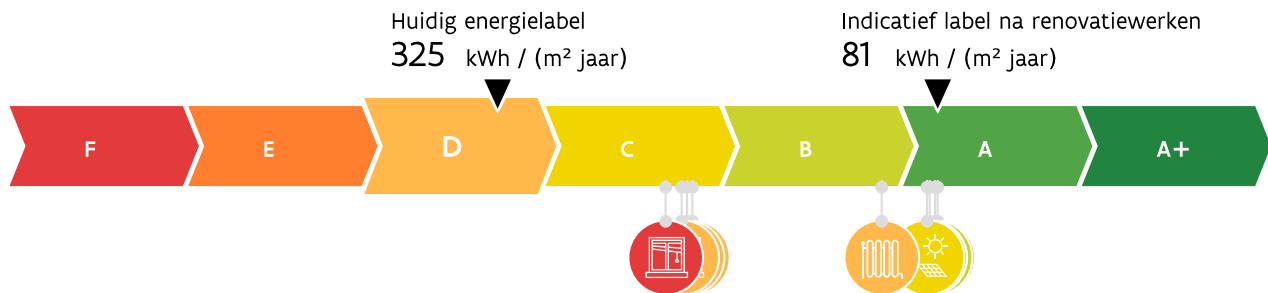 Huidig energielabel
325 kWh / (m² jaar)
Indicatief label na renovatiewerken
81 kWh / (m² jaar)
F E D C B A A+